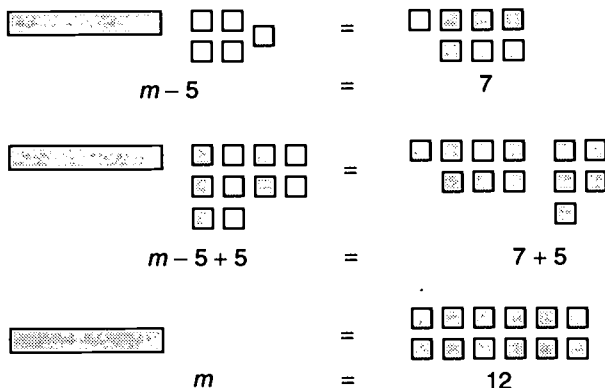 m – 5 = 7
m – 5 + 5 = 7 + 5
m = 12